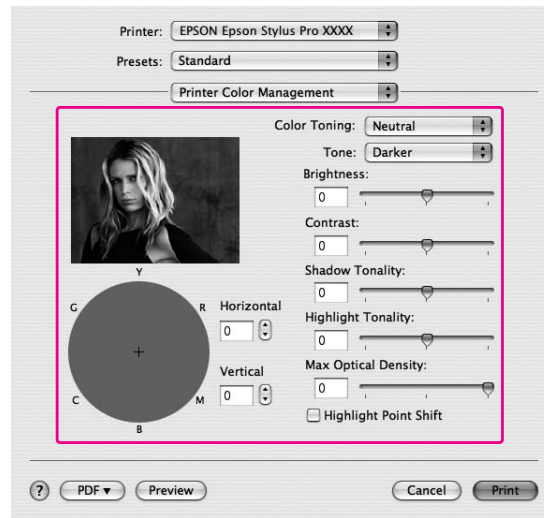 Printer: EPSON Epson Stylus Pro XXXX
Presets: Standard
Printer Color Management
Color Toning: Neutral
Tone: Darker
Brightness:
0
Contrast:
0
Shadow Tonality:
0
Highlight Tonality:
0
Max Optical Density:
0
Highlight Point Shift
Y
G R
C M
B
Horizontal
0
Vertical
0
? PDF▼ Preview Cancel Print